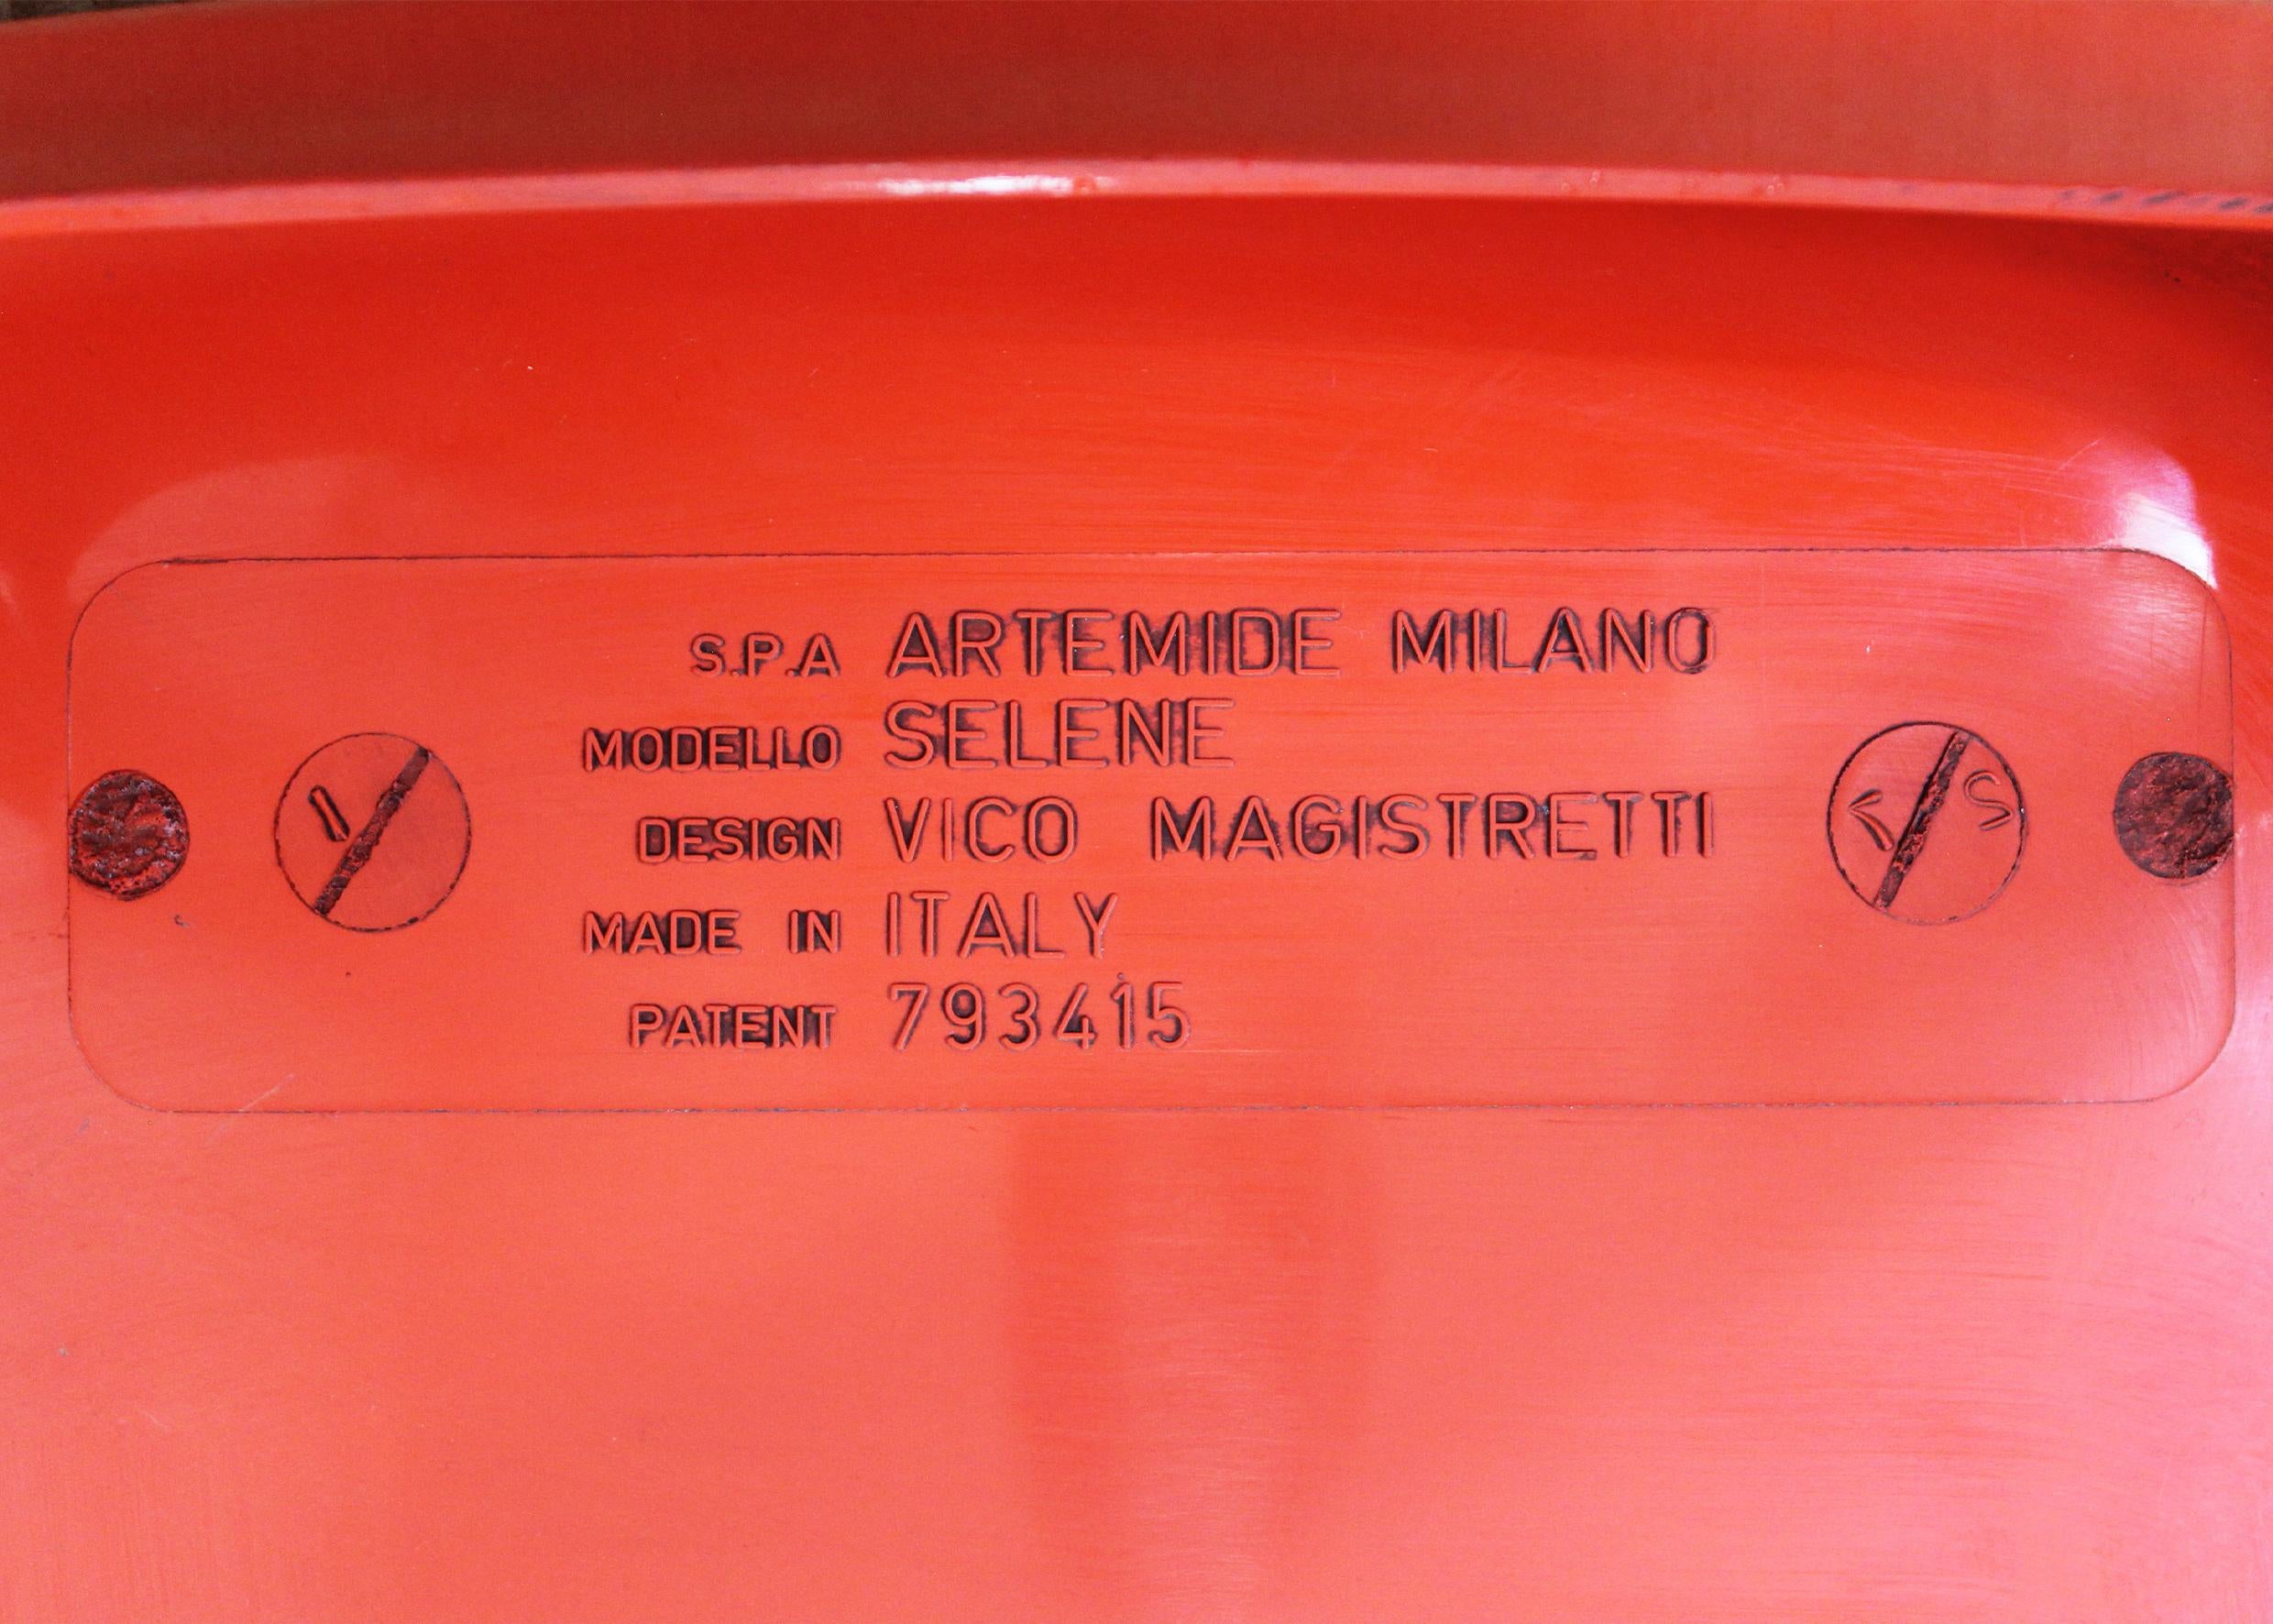 S.P.A ARTEMIDE MILANO
MODELLO SELENE
DESIGN VICO MAGISTRETTI
MADE IN ITALY
PATENT 793415